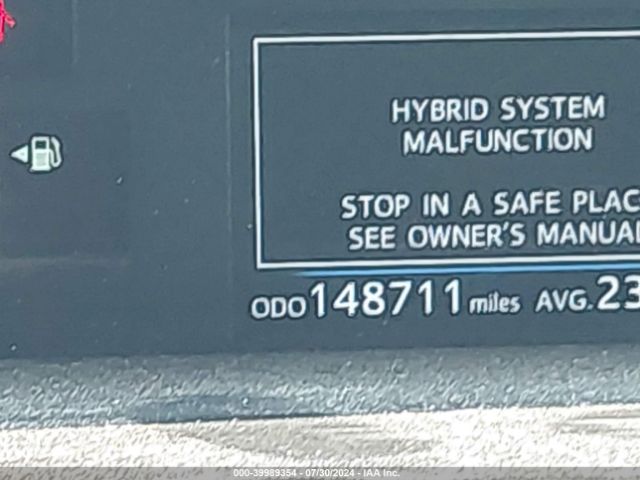 HYBRID SYSTEM
MALFUNCTION
STOP IN A SAFE PLAC
SEE OWNER'S MANUAL
ODO 148711 miles AVG. 23
000-39989354 - 07/30/2024 - IAA Inc.